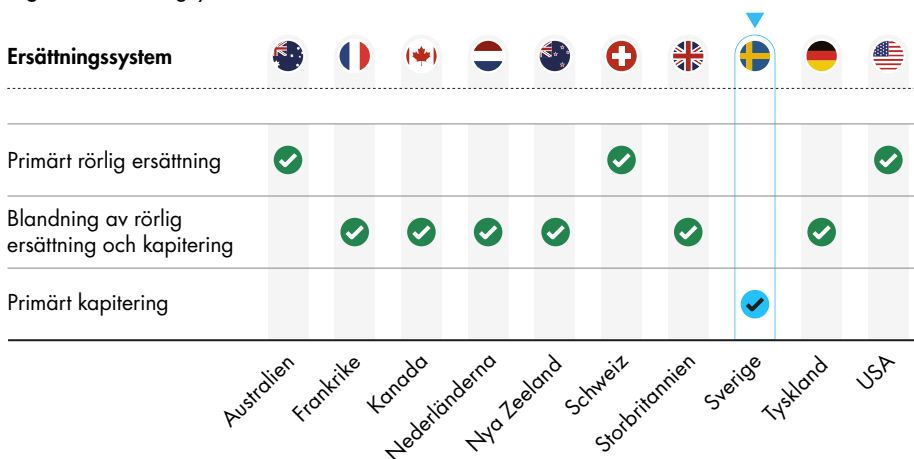 Ersättningssystem
Primärt rörlig ersättning
Blandning av rörlig
ersättning och kapitering
Primärt kapitering
Australien
Frankrike
Kanada
Nederländerna
Nya Zeeland
Schweiz
Storbritannien
Sverige
Tyskland
USA